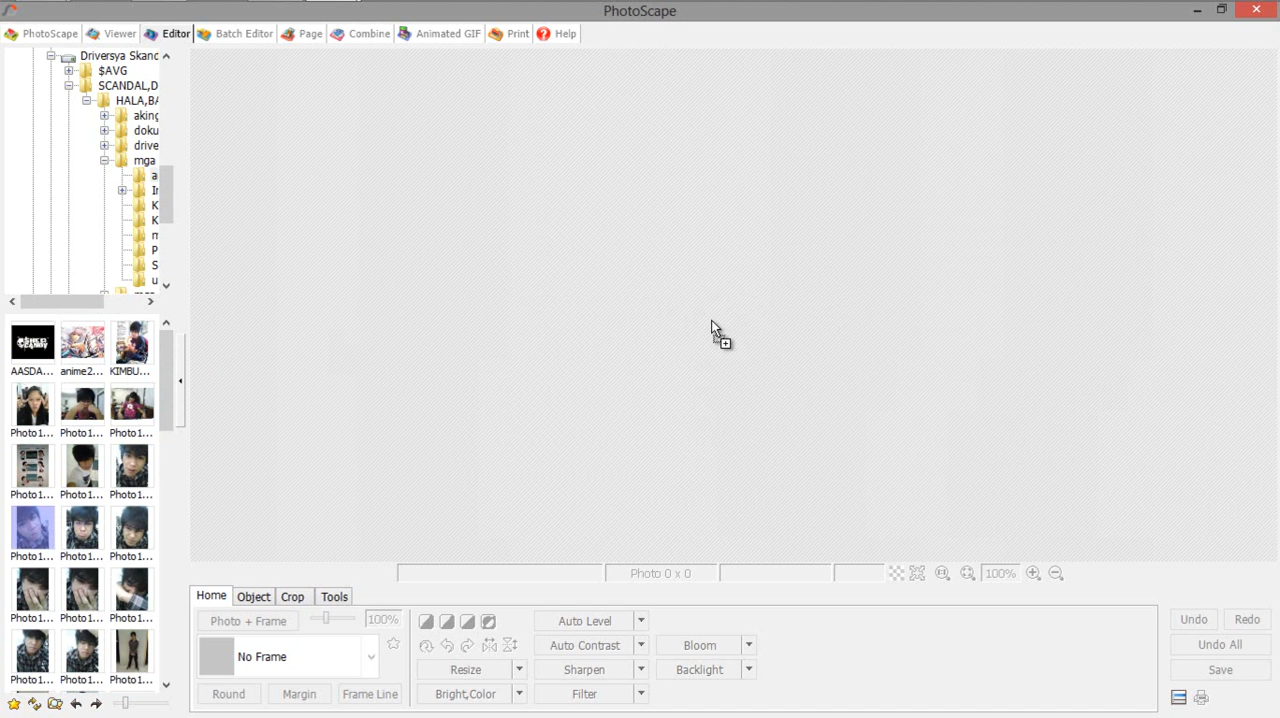 PhotoScape
PhotoScape Viewer Editor Batch Editor Page Combine Animated GIF Print Help
Driversya Skand
$AVG
SCANDAL,D
HALA,BA
aking
doku
drive
mga
a
K
K
m
P
S
u
AASDA... anime2... KIMBU...
Photo1... Photo1... Photo1...
Photo1... Photo1... Photo1...
Photo1... Photo1... Photo1...
Photo1... Photo1... Photo1...
Photo1... Photo1... Photo1...
Photo 0 x 0 100%
Home Object Crop Tools
Photo + Frame 100% Auto Level Undo Redo
No Frame Auto Contrast Bloom Undo All
Resize Sharpen Backlight Save
Round Margin Frame Line Bright,Color Filter